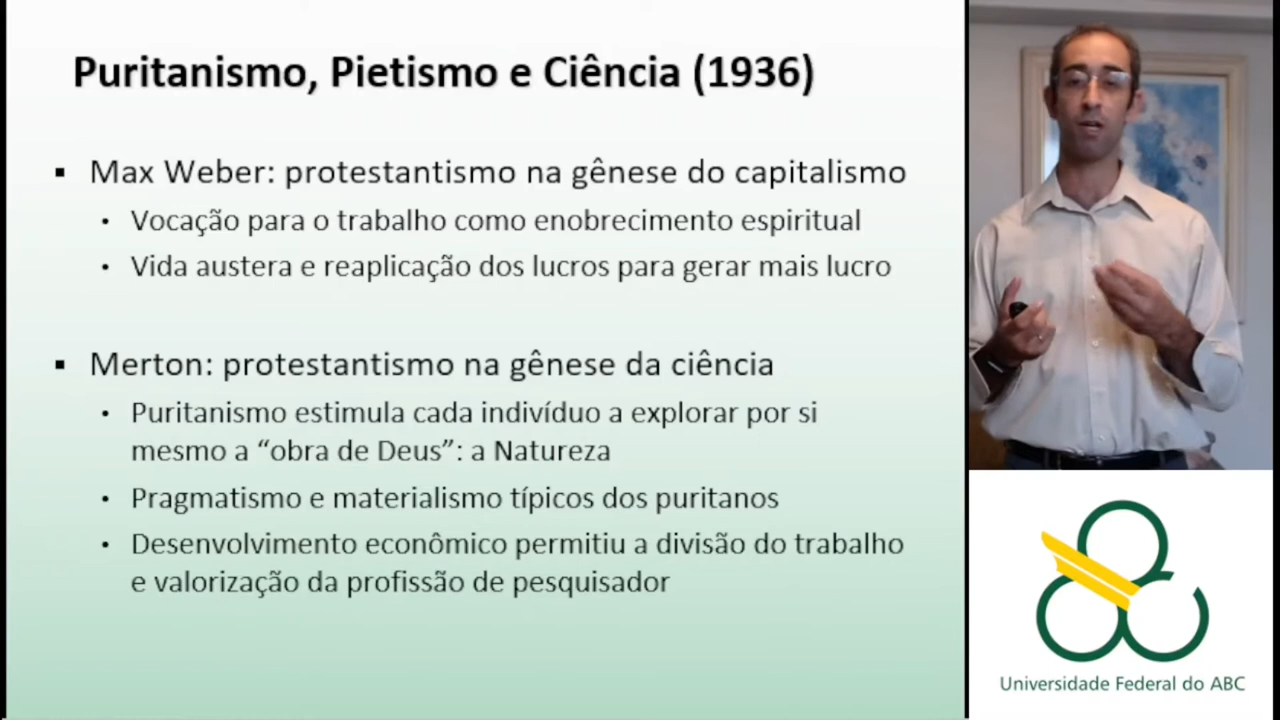 Puritanismo, Pietismo e Ciência (1936)
▪ Max Weber: protestantismo na gênese do capitalismo
• Vocação para o trabalho como enobrecimento espiritual
• Vida austera e reaplicação dos lucros para gerar mais lucro
▪ Merton: protestantismo na gênese da ciência
• Puritanismo estimula cada indivíduo a explorar por si
mesmo a “obra de Deus”: a Natureza
• Pragmatismo e materialismo típicos dos puritanos
• Desenvolvimento econômico permitiu a divisão do trabalho
e valorização da profissão de pesquisador
Universidade Federal do ABC